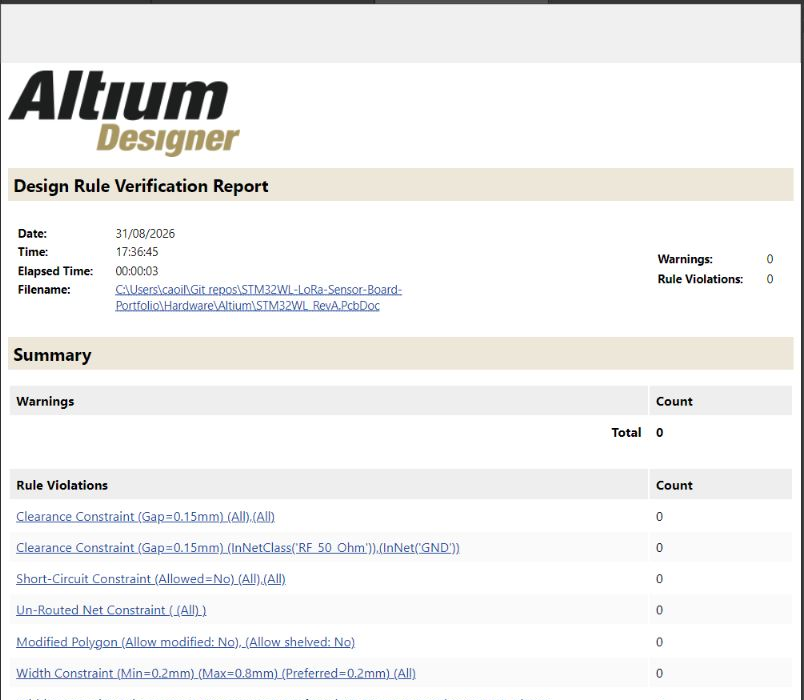 Altium
Designer
Design Rule Verification Report
Date: 31/08/2026
Time: 17:36:45
Elapsed Time: 00:00:03
Filename: C:\Users\caoil\Git repos\STM32WL-LoRa-Sensor-Board-
Portfolio\Hardware\Altium\STM32WL_RevA.PcbDoc
Warnings: 0
Rule Violations: 0
Summary
Warnings Count
Total 0
Rule Violations Count
Clearance Constraint (Gap=0.15mm) (All),(All) 0
Clearance Constraint (Gap=0.15mm) (InNetClass('RF_50_Ohm')),(InNet('GND')) 0
Short-Circuit Constraint (Allowed=No) (All),(All) 0
Un-Routed Net Constraint ( (All) ) 0
Modified Polygon (Allow modified: No), (Allow shelved: No) 0
Width Constraint (Min=0.2mm) (Max=0.8mm) (Preferred=0.2mm) (All) 0